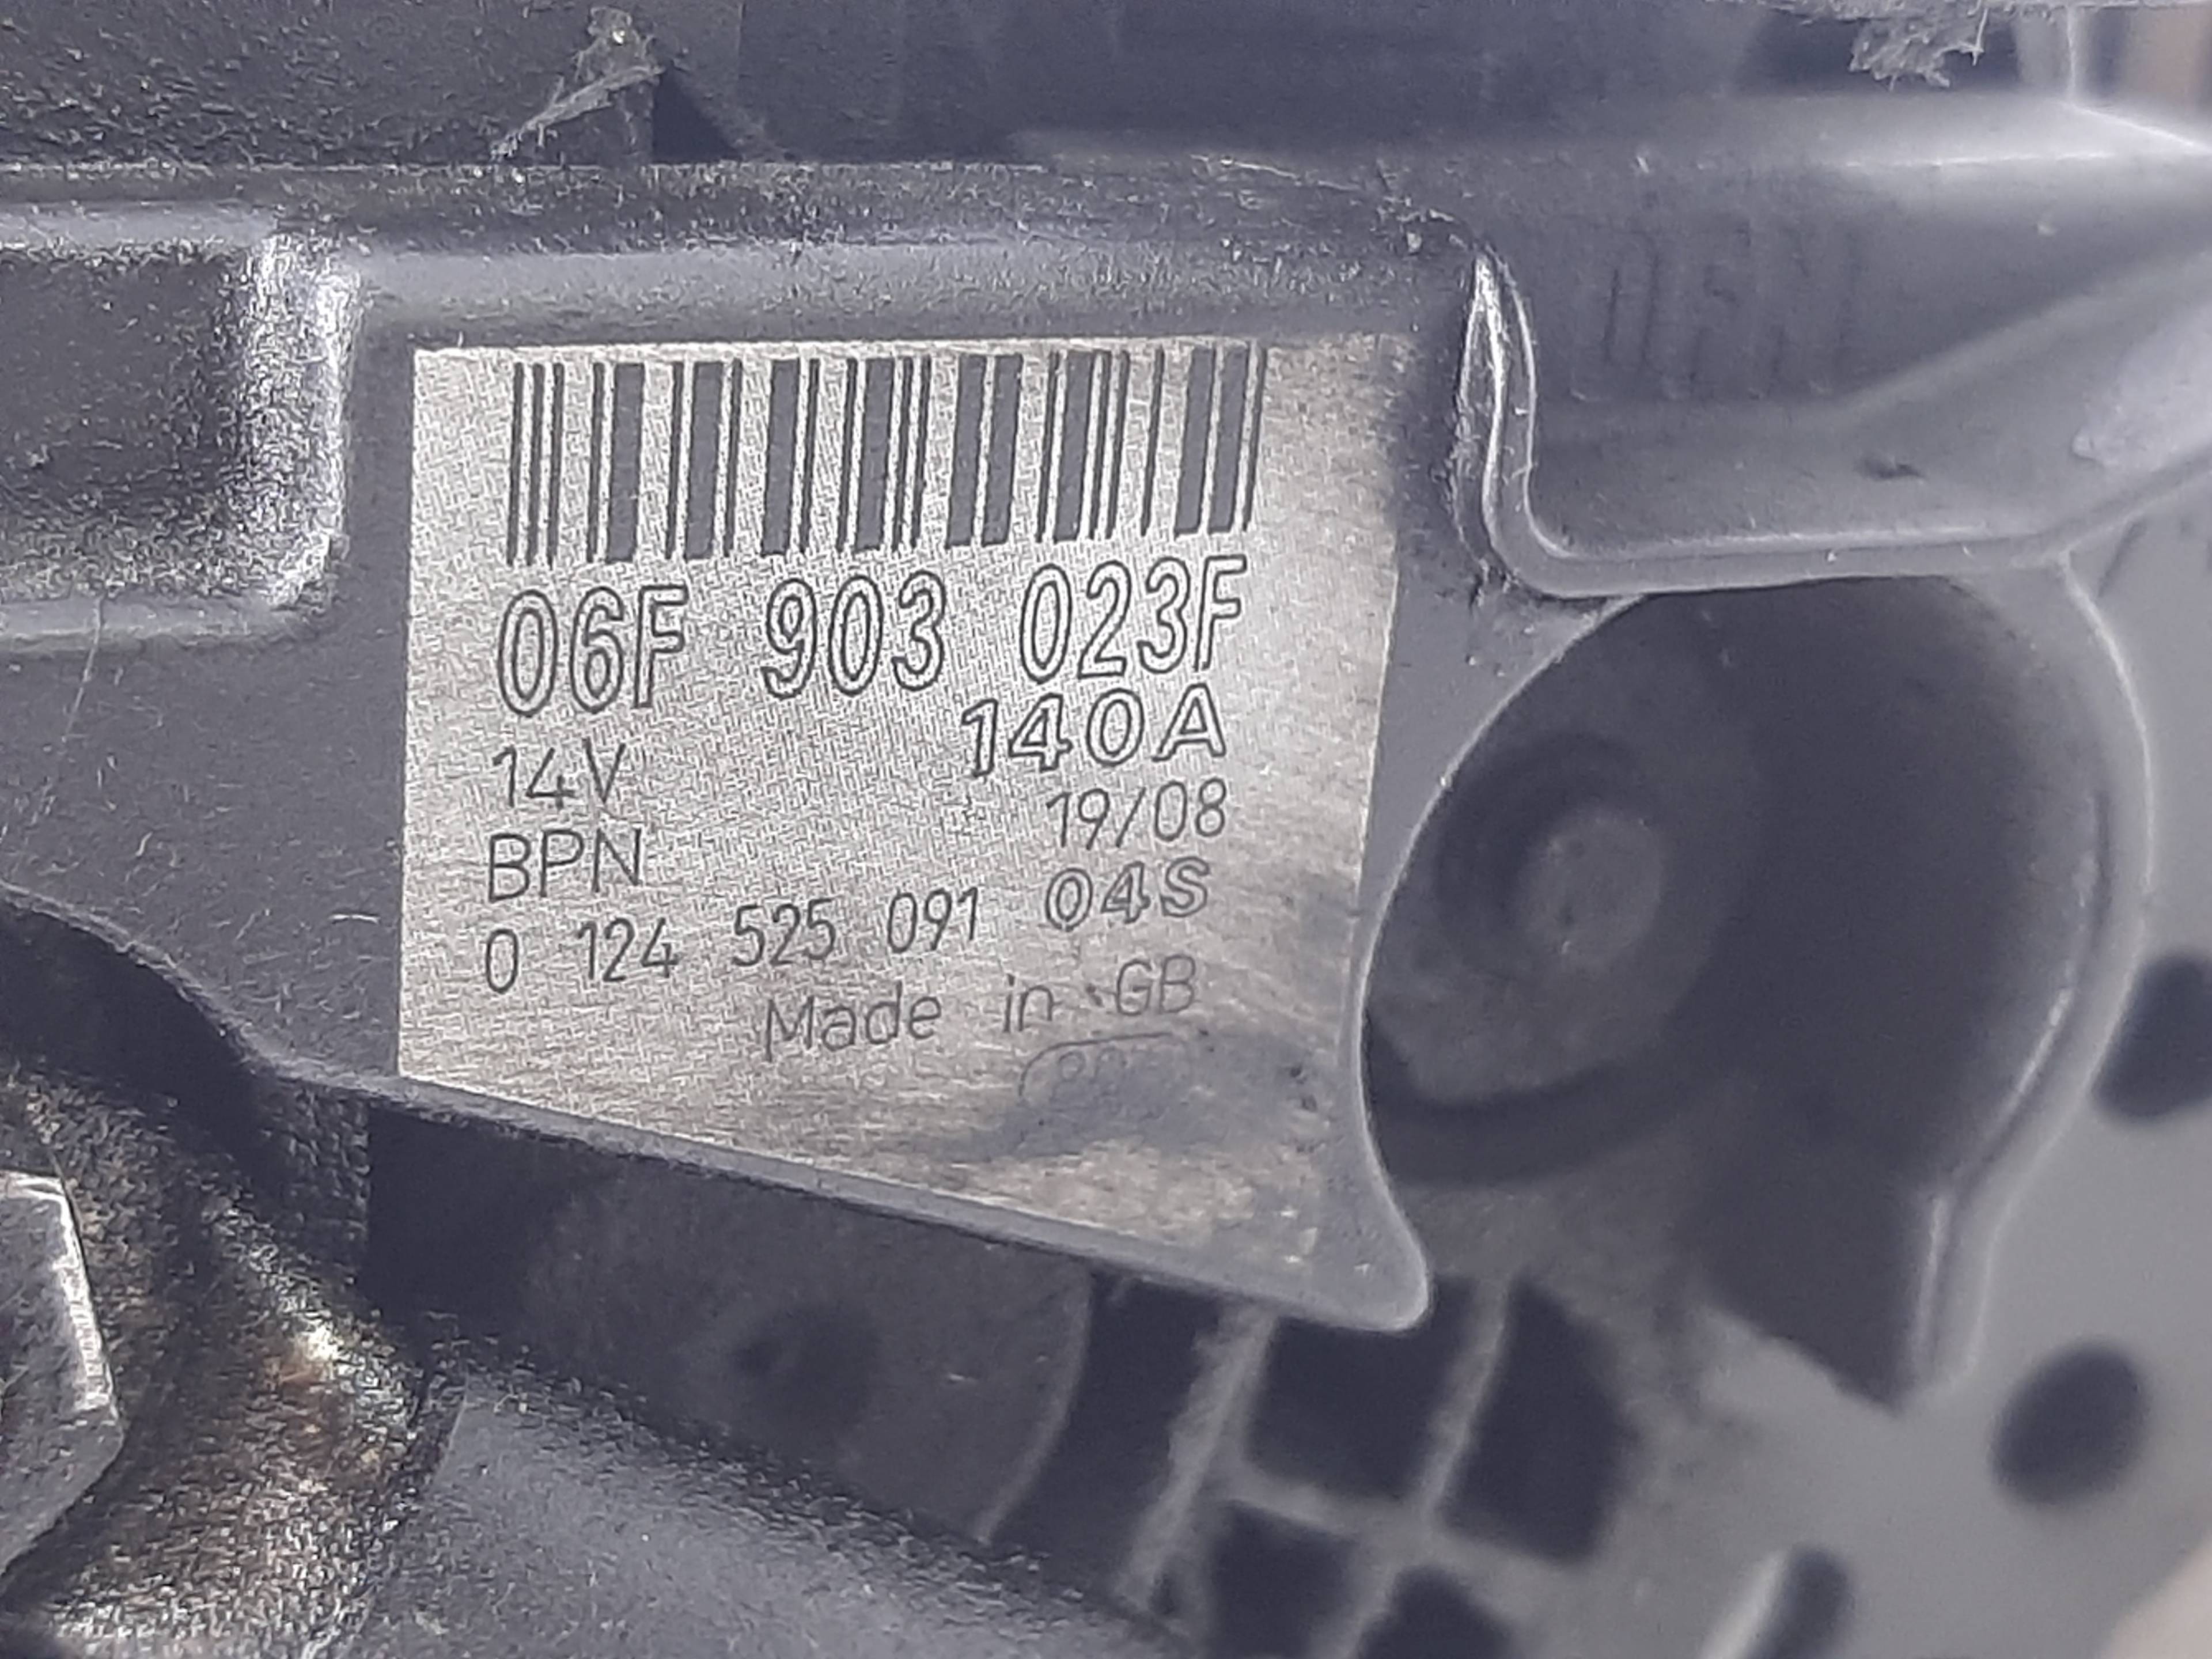 06F 903 023F
14V 140A
BPN 19/08
0 124 525 091 04S
Made in GB